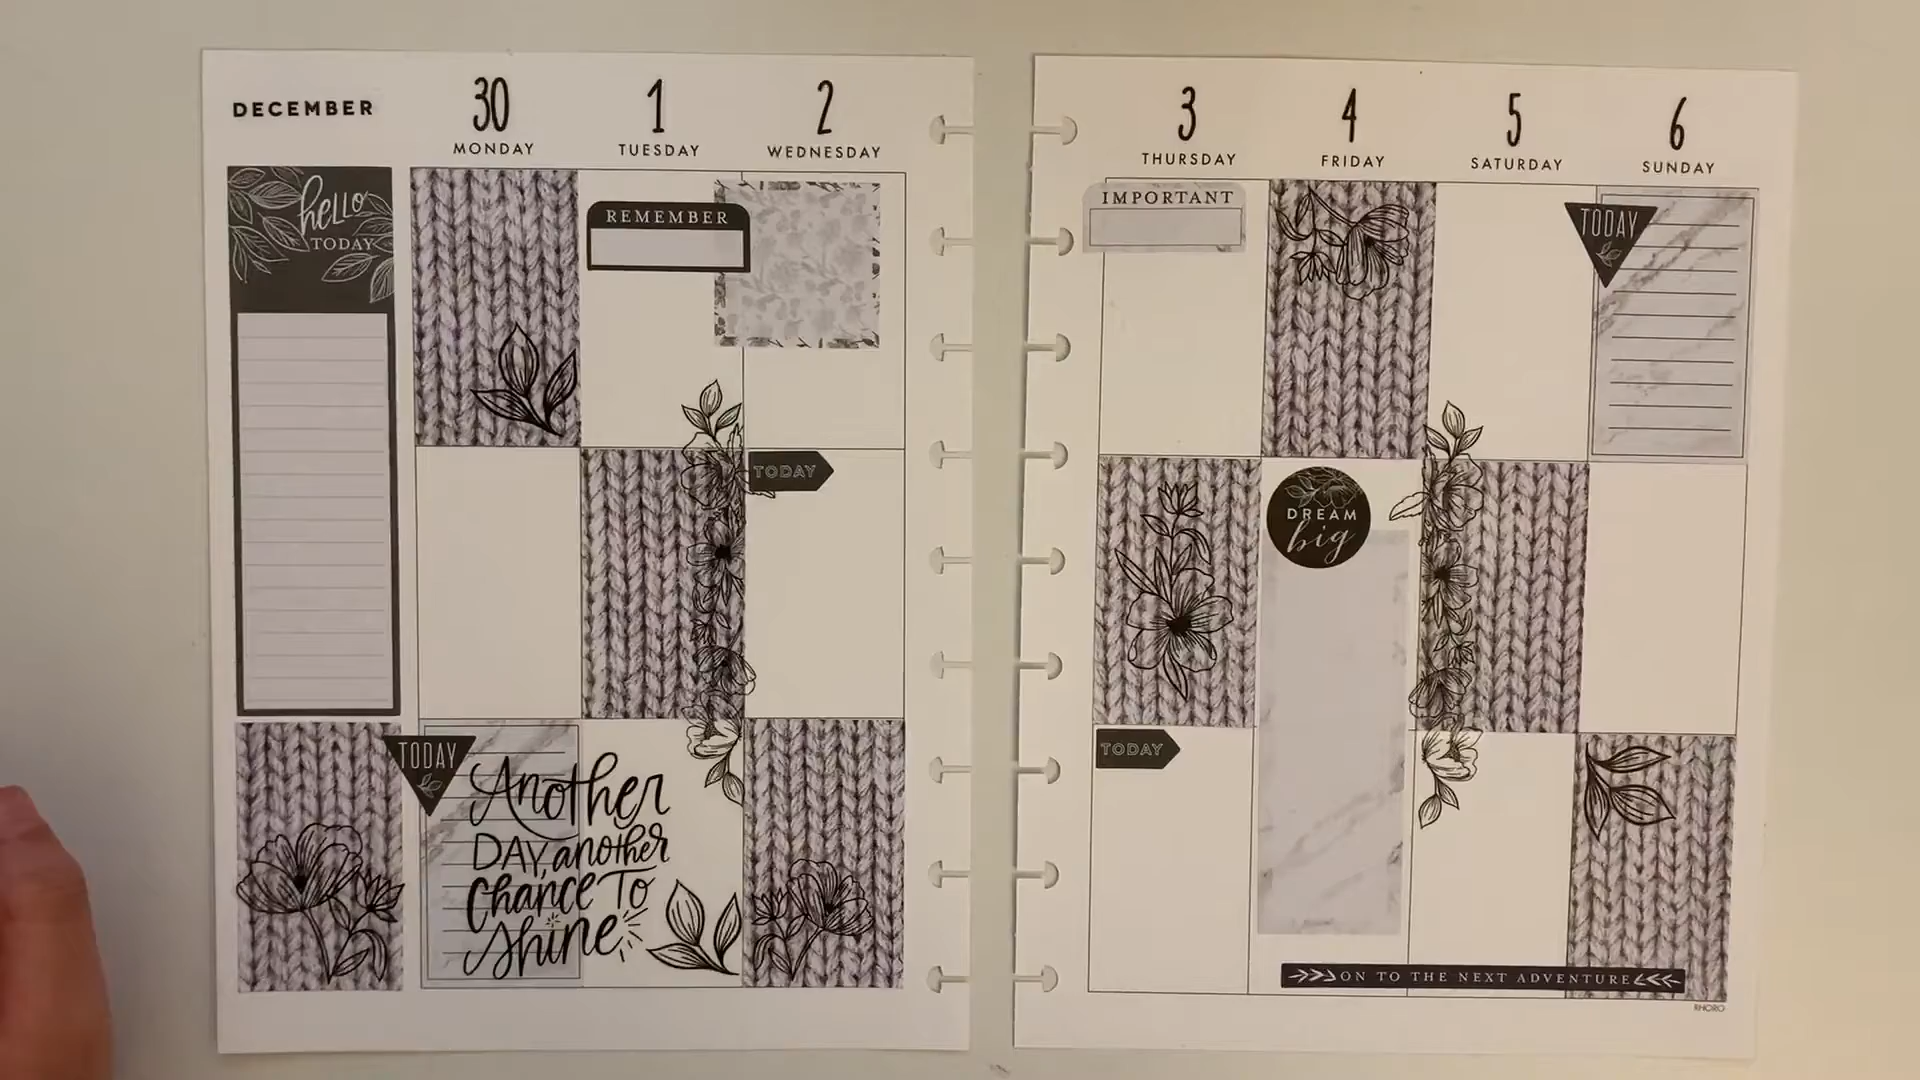 DECEMBER
30
MONDAY
1
TUESDAY
2
WEDNESDAY
hello
TODAY
REMEMBER
TODAY
TODAY
Another
DAY, another
Chance To
Shine
3
THURSDAY
4
FRIDAY
5
SATURDAY
6
SUNDAY
IMPORTANT
TODAY
DREAM
big
TODAY
ON TO THE NEXT ADVENTURE
RHORO